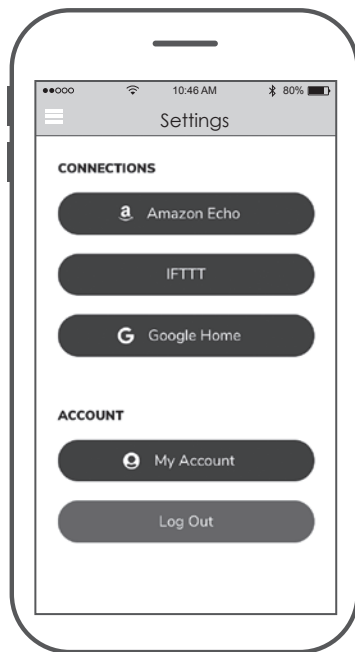 10:46 AM 80%
Settings
CONNECTIONS
a Amazon Echo
IFTTT
G Google Home
ACCOUNT
My Account
Log Out